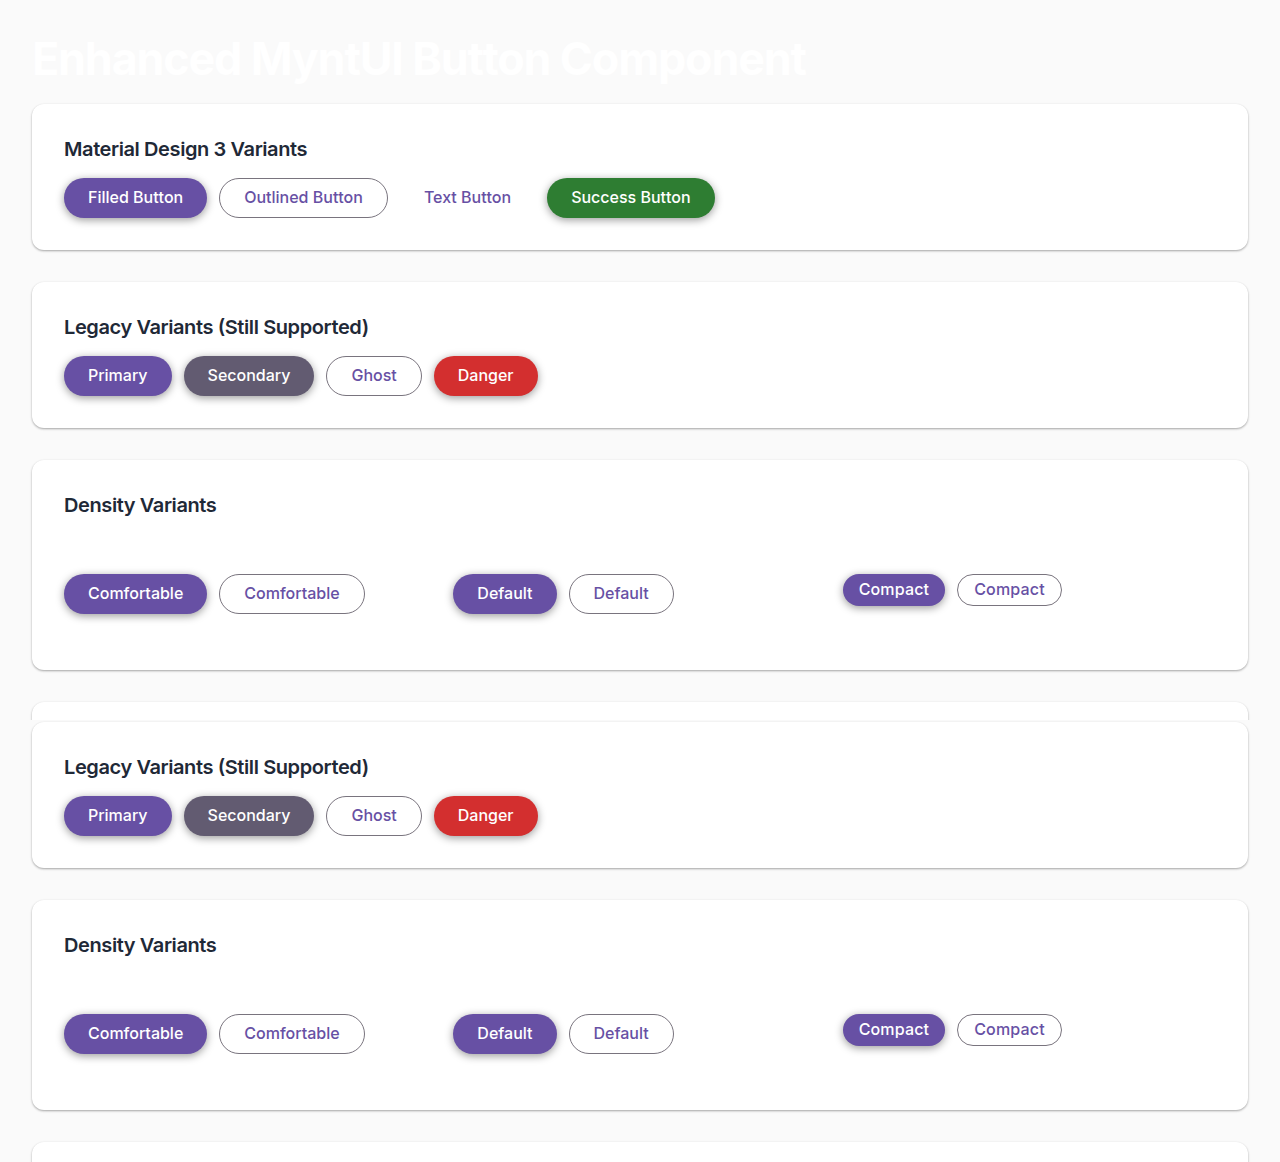 Enhanced MyntUI Button Component
Material Design 3 Variants
Filled Button Outlined Button Text Button Success Button
Legacy Variants (Still Supported)
Primary Secondary Ghost Danger
Density Variants
Comfortable Comfortable Default Default Compact Compact
Legacy Variants (Still Supported)
Primary Secondary Ghost Danger
Density Variants
Comfortable Comfortable Default Default Compact Compact